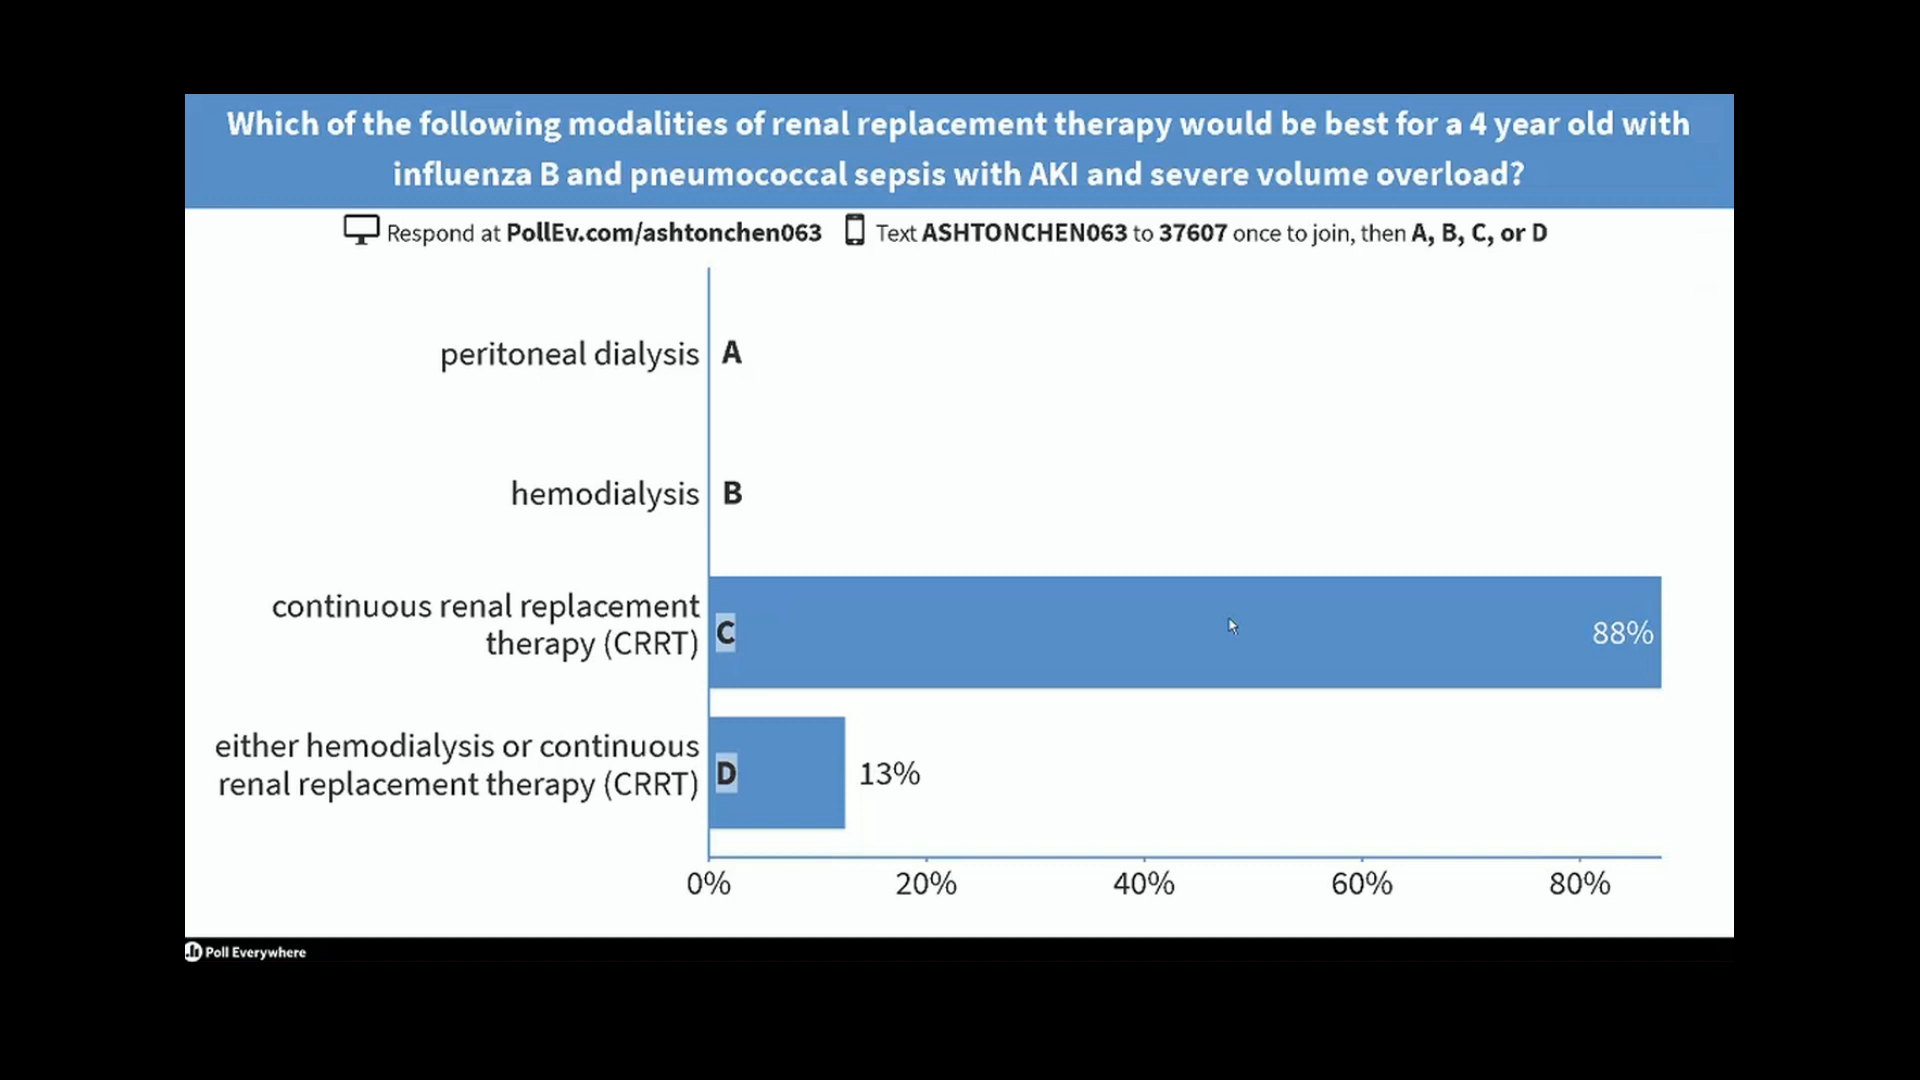 Which of the following modalities of renal replacement therapy would be best for a 4 year old with
influenza B and pneumococcal sepsis with AKI and severe volume overload?
Respond at PollEv.com/ashtonchen063 Text ASHTONCHEN063 to 37607 once to join, then A, B, C, or D
peritoneal dialysis A
hemodialysis B
continuous renal replacement
therapy (CRRT) C 88%
either hemodialysis or continuous
renal replacement therapy (CRRT) D 13%
0% 20% 40% 60% 80%
Poll Everywhere